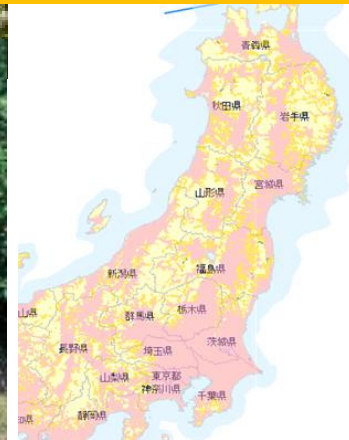 青森県
秋田県
岩手県
山形県
宮城県
新潟県
福島県
群馬県
栃木県
山県
長野県
埼玉県
茨城県
山梨県
東京都
神奈川県
千葉県
静岡県
知県